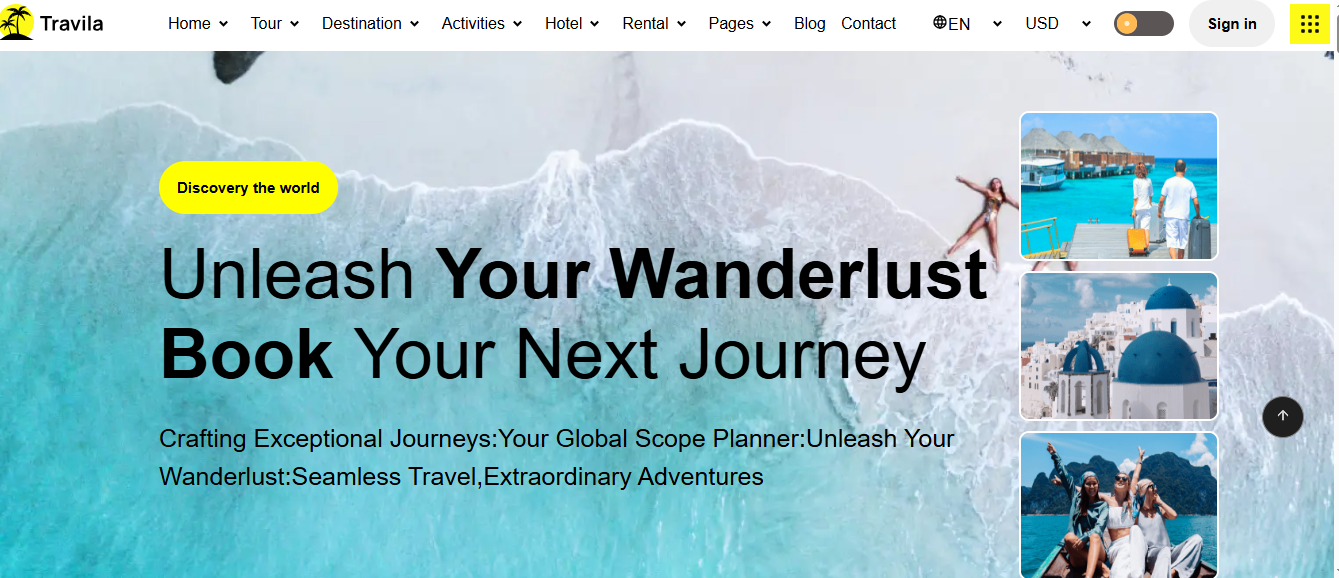 Travila
Home Tour Destination Activities Hotel Rental Pages Blog Contact EN USD Sign in
Discovery the world
Unleash Your Wanderlust
Book Your Next Journey
Crafting Exceptional Journeys:Your Global Scope Planner:Unleash Your
Wanderlust:Seamless Travel,Extraordinary Adventures